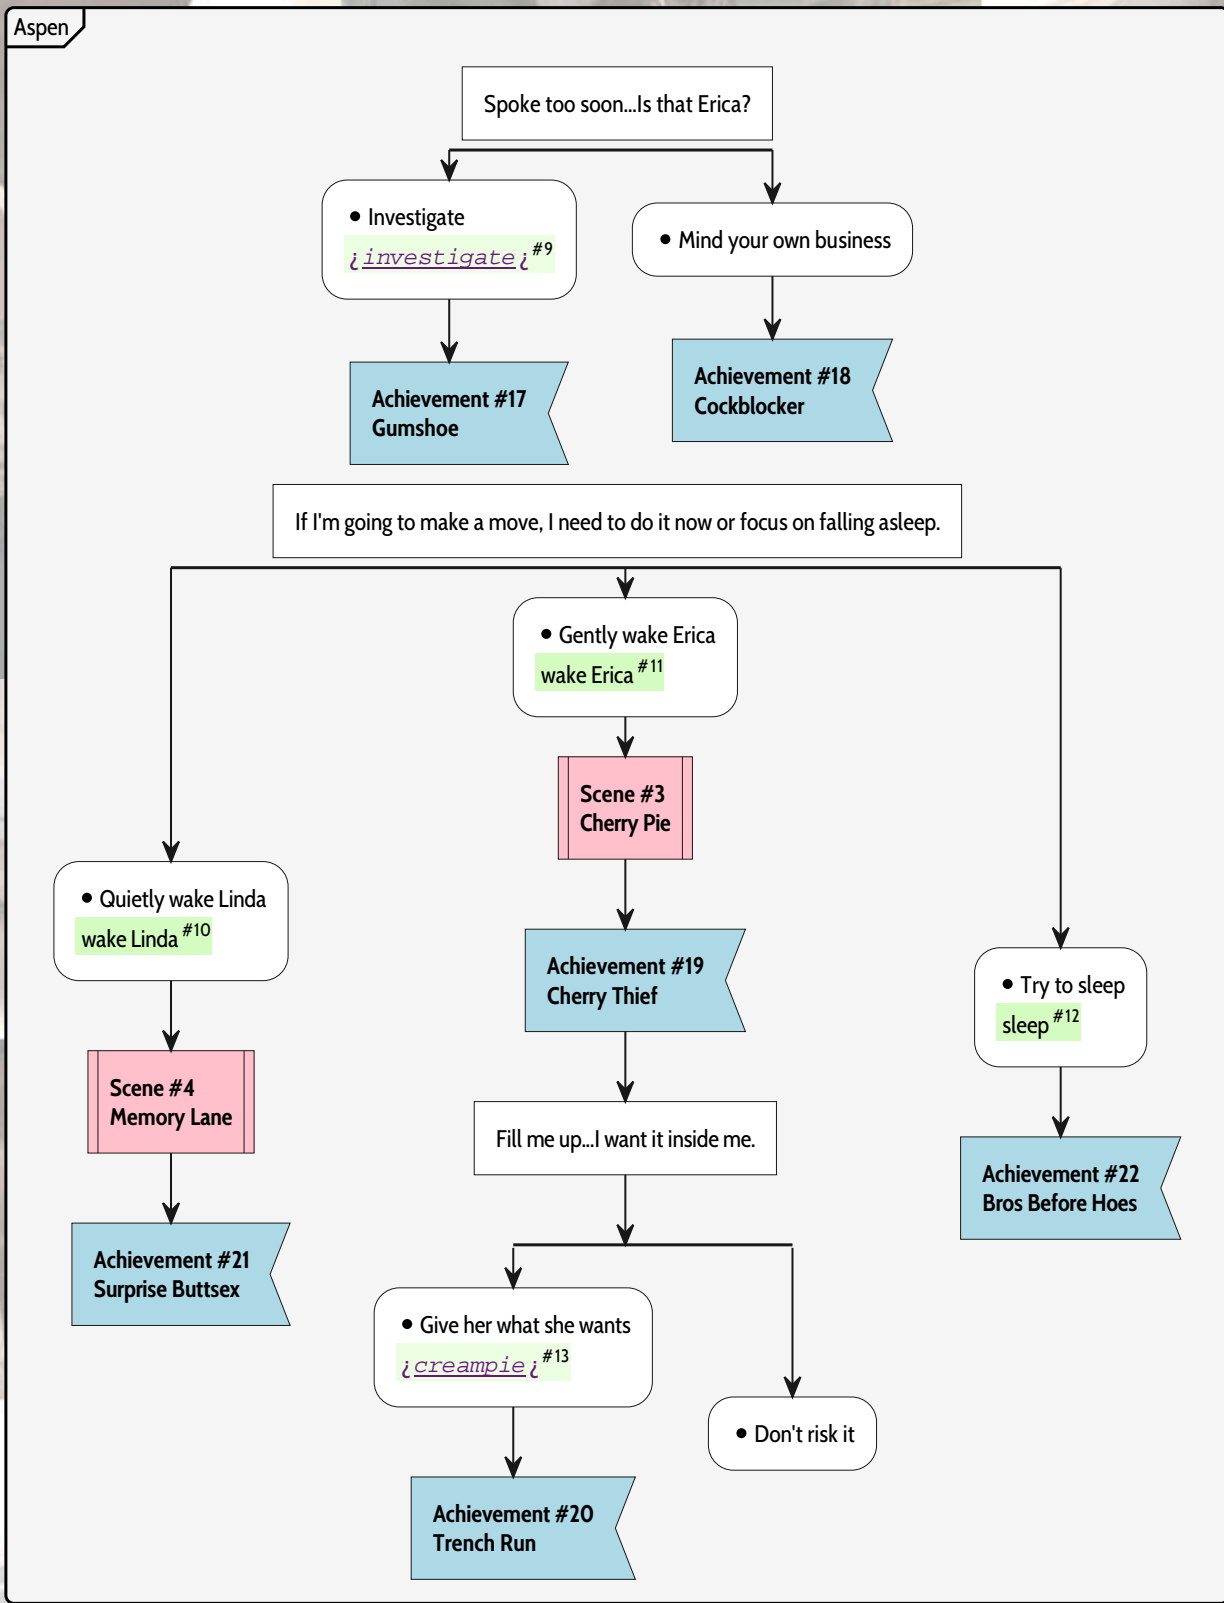 Aspen
Spoke too soon...Is that Erica?
• Investigate
¿investigate¿ #9
• Mind your own business
Achievement #17
Gumshoe
Achievement #18
Cockblocker
If I'm going to make a move, I need to do it now or focus on falling asleep.
• Gently wake Erica
wake Erica #11
Scene #3
Cherry Pie
• Quietly wake Linda
wake Linda #10
Achievement #19
Cherry Thief
• Try to sleep
sleep #12
Scene #4
Memory Lane
Fill me up...I want it inside me.
Achievement #22
Bros Before Hoes
Achievement #21
Surprise Buttsex
• Give her what she wants
¿creampie¿ #13
• Don't risk it
Achievement #20
Trench Run